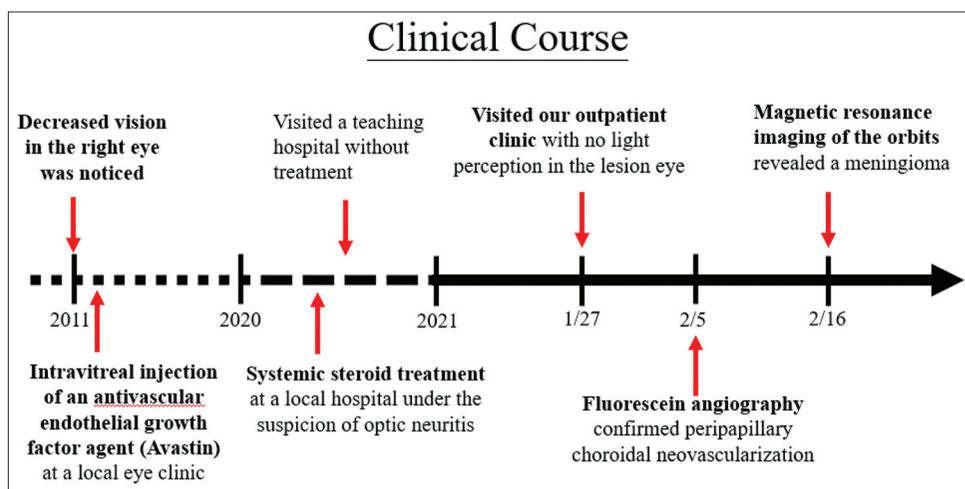 Clinical Course
Decreased vision
in the right eye
was noticed
Visited a teaching
hospital without
treatment
Visited our outpatient
clinic with no light
perception in the lesion eye
Magnetic resonance
imaging of the orbits
revealed a meningioma
2011
2020
2021
1/27
2/5
2/16
Intravitreal injection
of an antivascular
endothelial growth
factor agent (Avastin)
at a local eye clinic
Systemic steroid treatment
at a local hospital under the
suspicion of optic neuritis
Fluorescein angiography
confirmed peripapillary
choroidal neovascularization